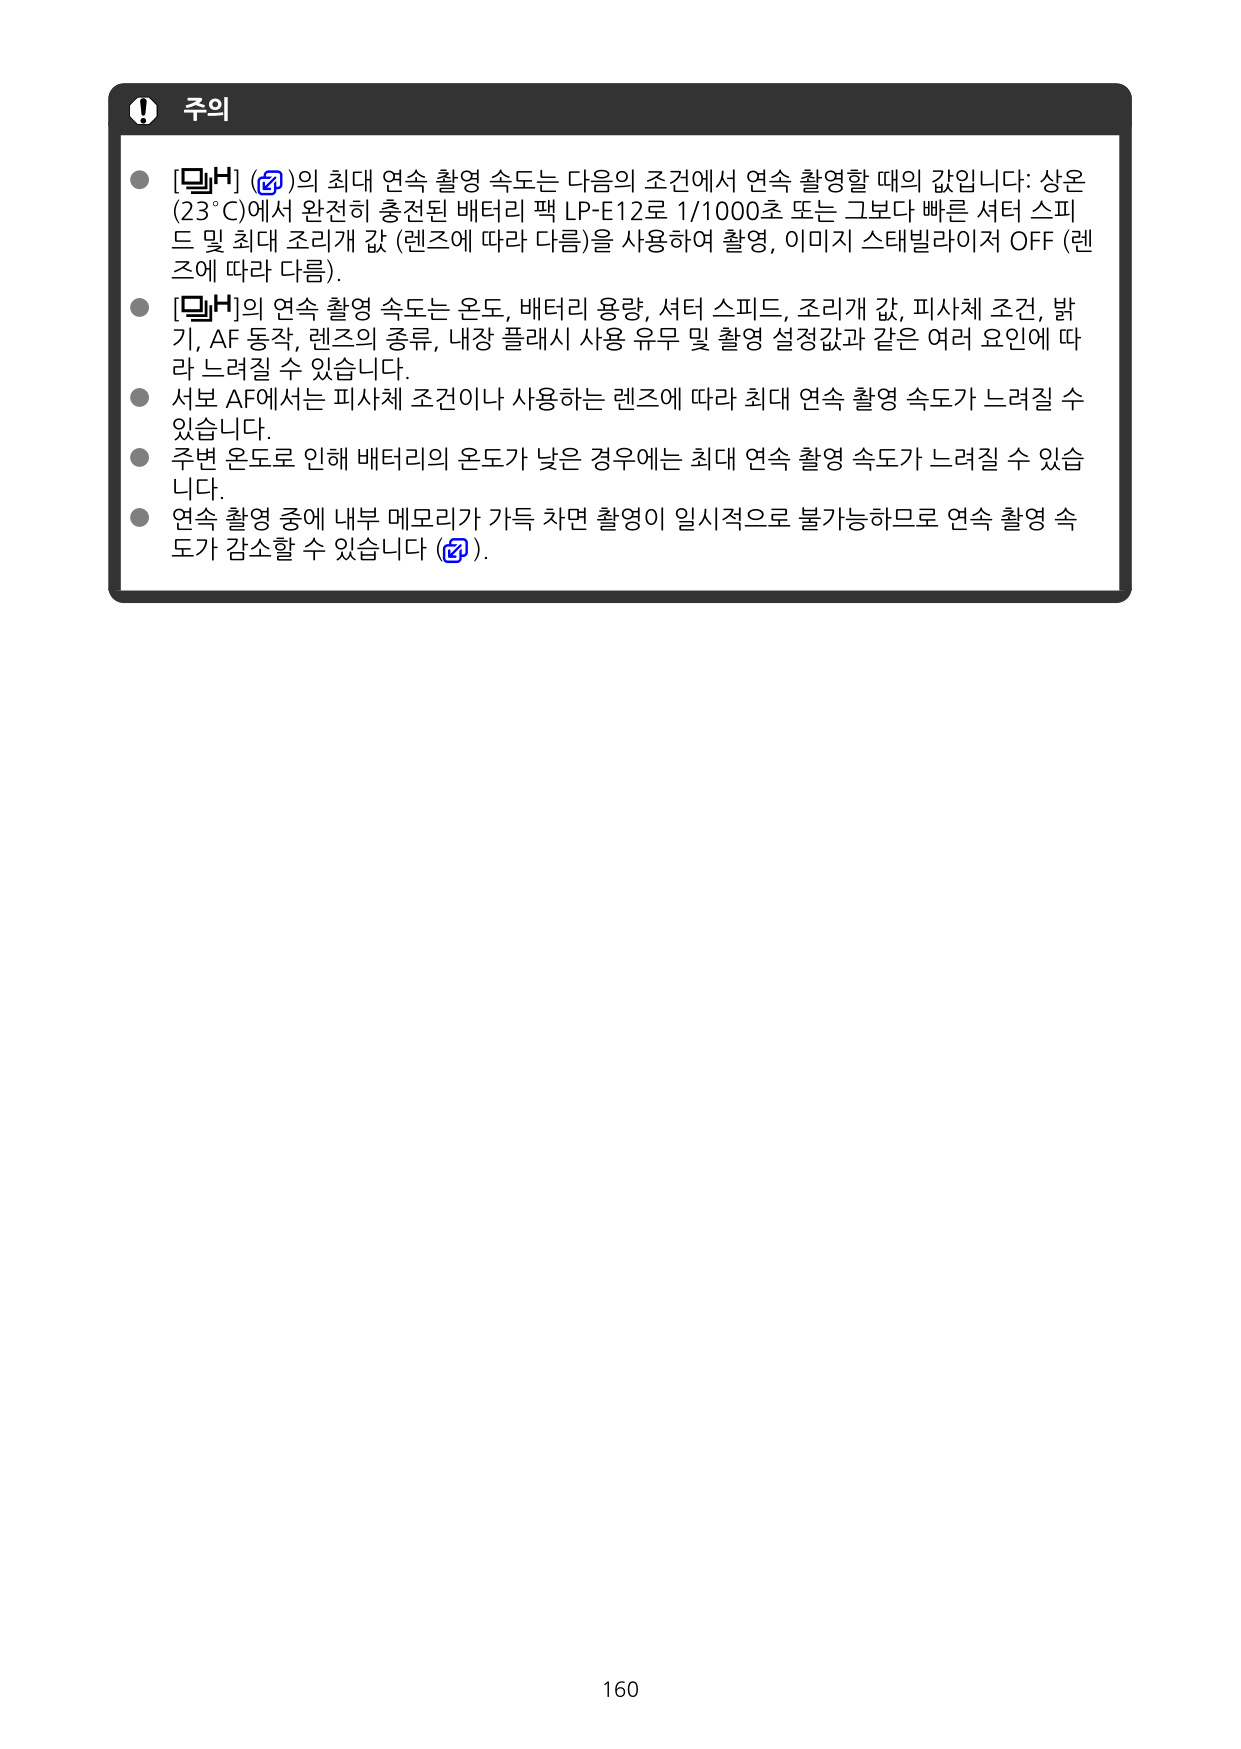 주의
[H] ( )의 최대 연속 촬영 속도는 다음의 조건에서 연속 촬영할 때의 값입니다: 상온
(23°C)에서 완전히 충전된 배터리 팩 LP-E12로 1/1000초 또는 그보다 빠른 셔터 스피
드 및 최대 조리개 값 (렌즈에 따라 다름)을 사용하여 촬영, 이미지 스태빌라이저 OFF (렌
즈에 따라 다름).
[H]의 연속 촬영 속도는 온도, 배터리 용량, 셔터 스피드, 조리개 값, 피사체 조건, 밝
기, AF 동작, 렌즈의 종류, 내장 플래시 사용 유무 및 촬영 설정값과 같은 여러 요인에 따
라 느려질 수 있습니다.
서보 AF에서는 피사체 조건이나 사용하는 렌즈에 따라 최대 연속 촬영 속도가 느려질 수
있습니다.
주변 온도로 인해 배터리의 온도가 낮은 경우에는 최대 연속 촬영 속도가 느려질 수 있습
니다.
연속 촬영 중에 내부 메모리가 가득 차면 촬영이 일시적으로 불가능하므로 연속 촬영 속
도가 감소할 수 있습니다 ( ).
160